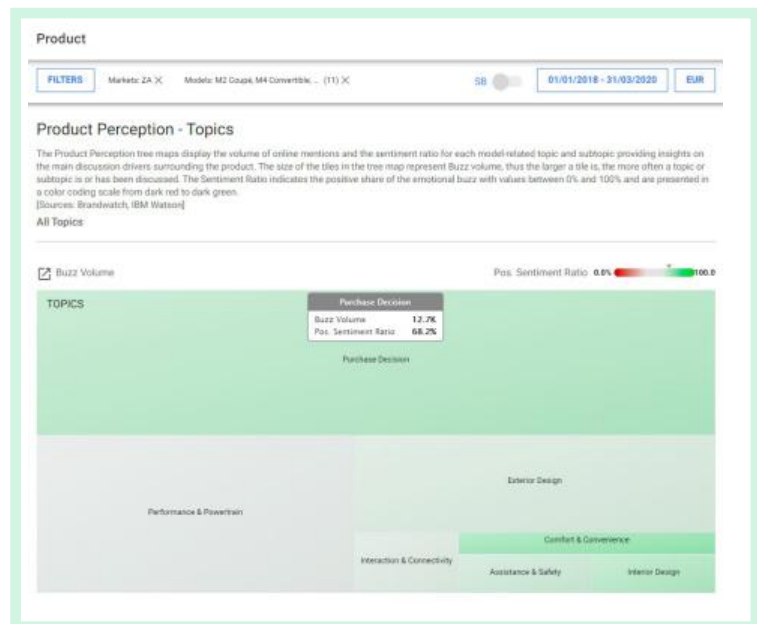 Product
FILTERS Markets: ZA X Models: M2 Coupe, M4 Convertible, ... (11) X SB 01/01/2018 - 31/03/2020 EUR
Product Perception - Topics
The Product Perception tree maps display the volume of online mentions and the sentiment ratio for each model-related topic and subtopic providing insights on
the main discussion drivers surrounding the product. The size of the tiles in the tree map represent Buzz volume, thus the larger a tile is, the more often a topic or
subtopic is or has been discussed. The Sentiment Ratio indicates the positive share of the emotional buzz with values between 0% and 100% and are presented in
a color coding scale from dark red to dark green.
[Sources: Brandwatch, IBM Watson]
All Topics
Buzz Volume Pos. Sentiment Ratio 0.0% 100.0
TOPICS
Purchase Decision
Buzz Volume 12.7K
Pos. Sentiment Ratio 68.2%
Purchase Decision
Exterior Design
Performance & Powertrain
Comfort & Convenience
Interaction & Connectivity
Assistance & Safety
Interior Design